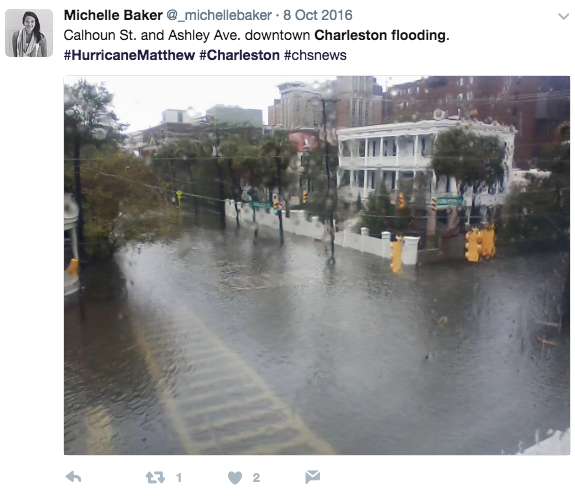 Michelle Baker @_michellebaker · 8 Oct 2016
Calhoun St. and Ashley Ave. downtown Charleston flooding.
#HurricaneMatthew #Charleston #chsnews
1 2